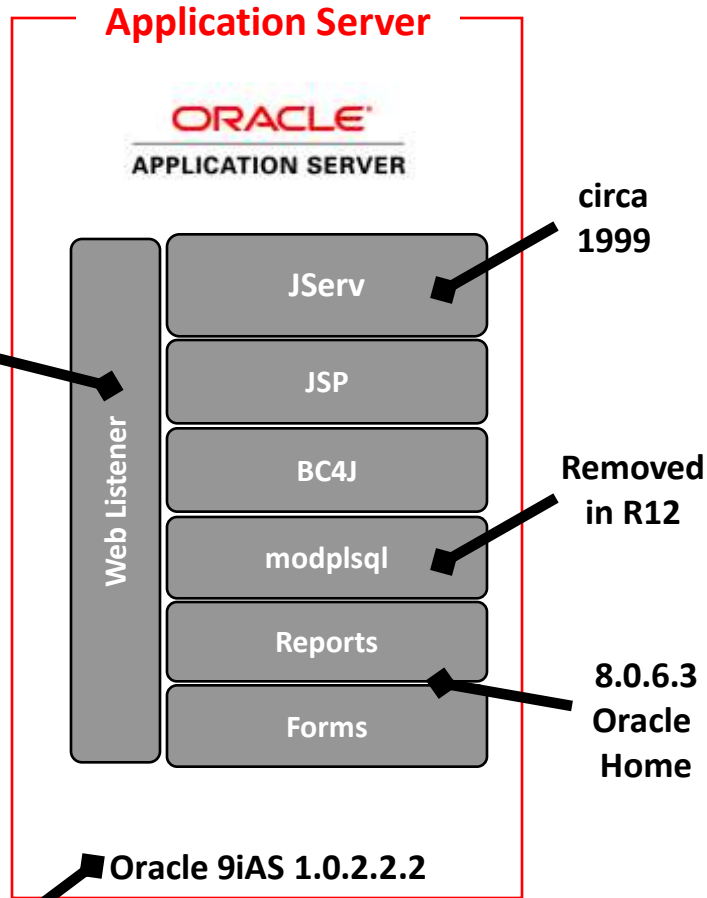 Application Server
ORACLE
APPLICATION SERVER
circa
1999
Web Listener
JServ
JSP
BC4J
modplsql
Removed
in R12
Reports
Forms
8.0.6.3
Oracle
Home
Oracle 9iAS 1.0.2.2.2